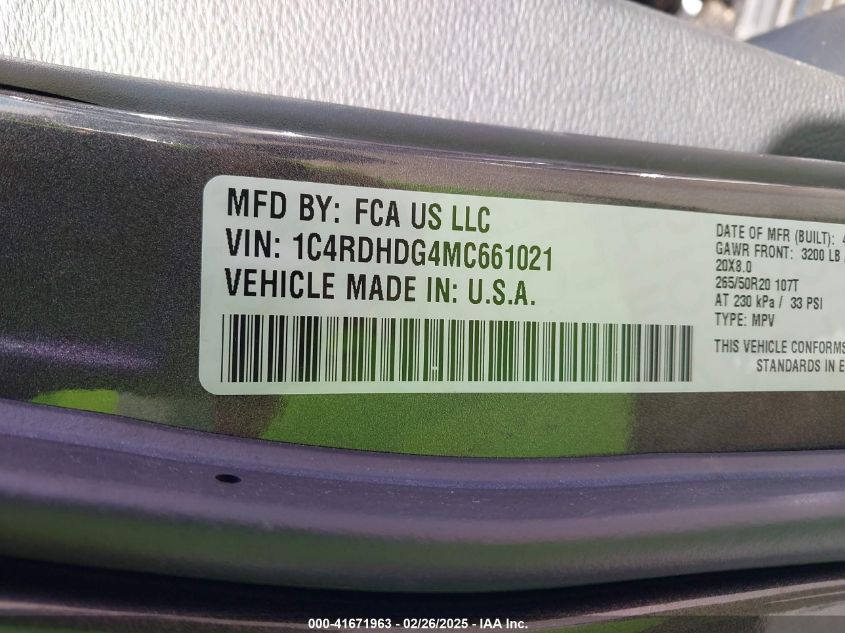 MFD BY: FCA US LLC
VIN: 1C4RDHDG4MC661021
VEHICLE MADE IN: U.S.A.
DATE OF MFR (BUILT): 4
GAWR FRONT: 3200 LB
20X8.0
265/50R20 107T
AT 230 kPa / 33 PSI
TYPE: MPV
THIS VEHICLE CONFORMS
STANDARDS IN E
000-41671963 - 02/26/2025 - IAA Inc.